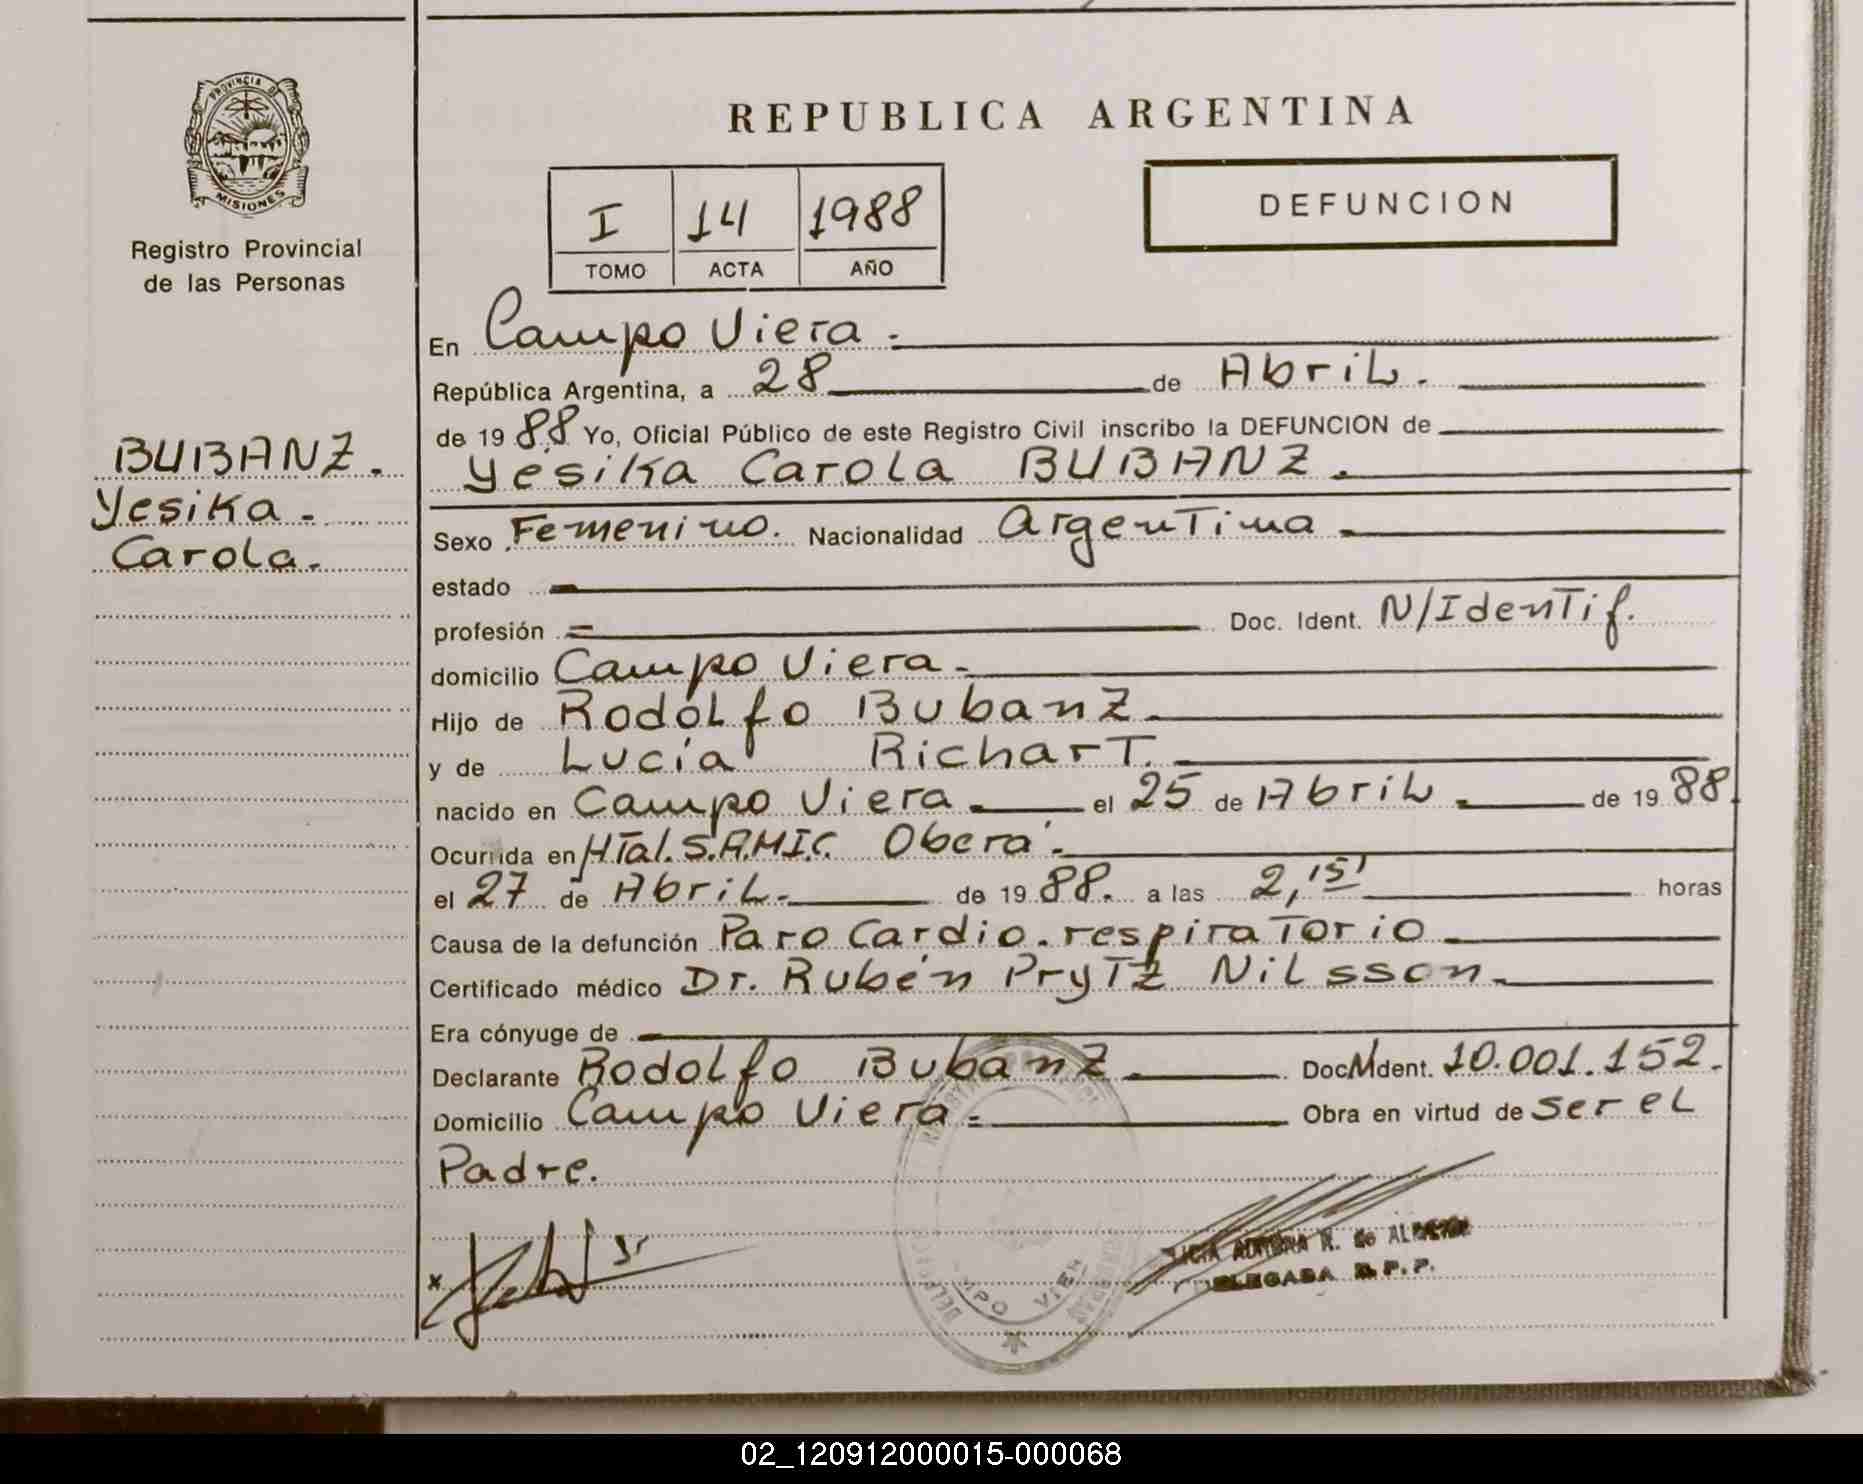 PROVINCIA D
MISIONES
Registro Provincial
de las Personas
BUBANZ.
Yesika.
Carola.
REPUBLICA ARGENTINA
I 14 1988
TOMO ACTA AÑO
DEFUNCION
En Campo Viera.
República Argentina, a 28 de Abril.
de 1988 Yo, Oficial Público de este Registro Civil inscribo la DEFUNCION de
Yésika Carola BUBANZ.
Sexo Femenino. Nacionalidad Argentina
estado
profesión Doc. Ident. N/Identif.
domicilio Campo Viera.
Hijo de Rodolfo Bubanz
y de Lucía Richart.
nacido en Campo Viera. el 25 de Abril de 1988
Ocurrida en Htal. S.A.M.I.C. Oberá.
el 27 de Abril. de 1988. a las 2,15' horas
Causa de la defunción Paro Cardio-respiratorio
Certificado médico Dr. Rubén Prytz Nilsson
Era cónyuge de
Declarante Rodolfo Bubanz Doc M Ident. 10.001.152.
Domicilio Campo Viera. Obra en virtud de ser el
Padre.
DELEGADA R.P.P.
02_120912000015-000068